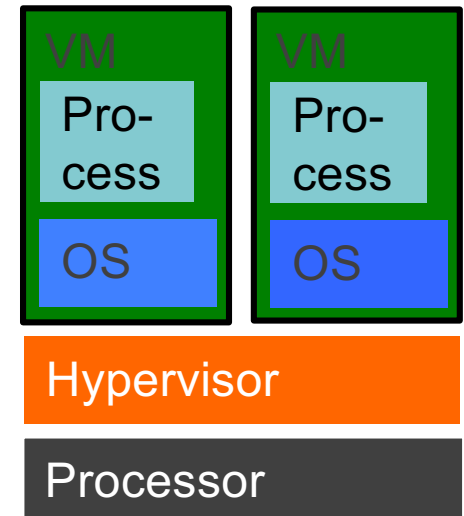 VM
Pro-
cess
OS
VM
Pro-
cess
OS
Hypervisor
Processor